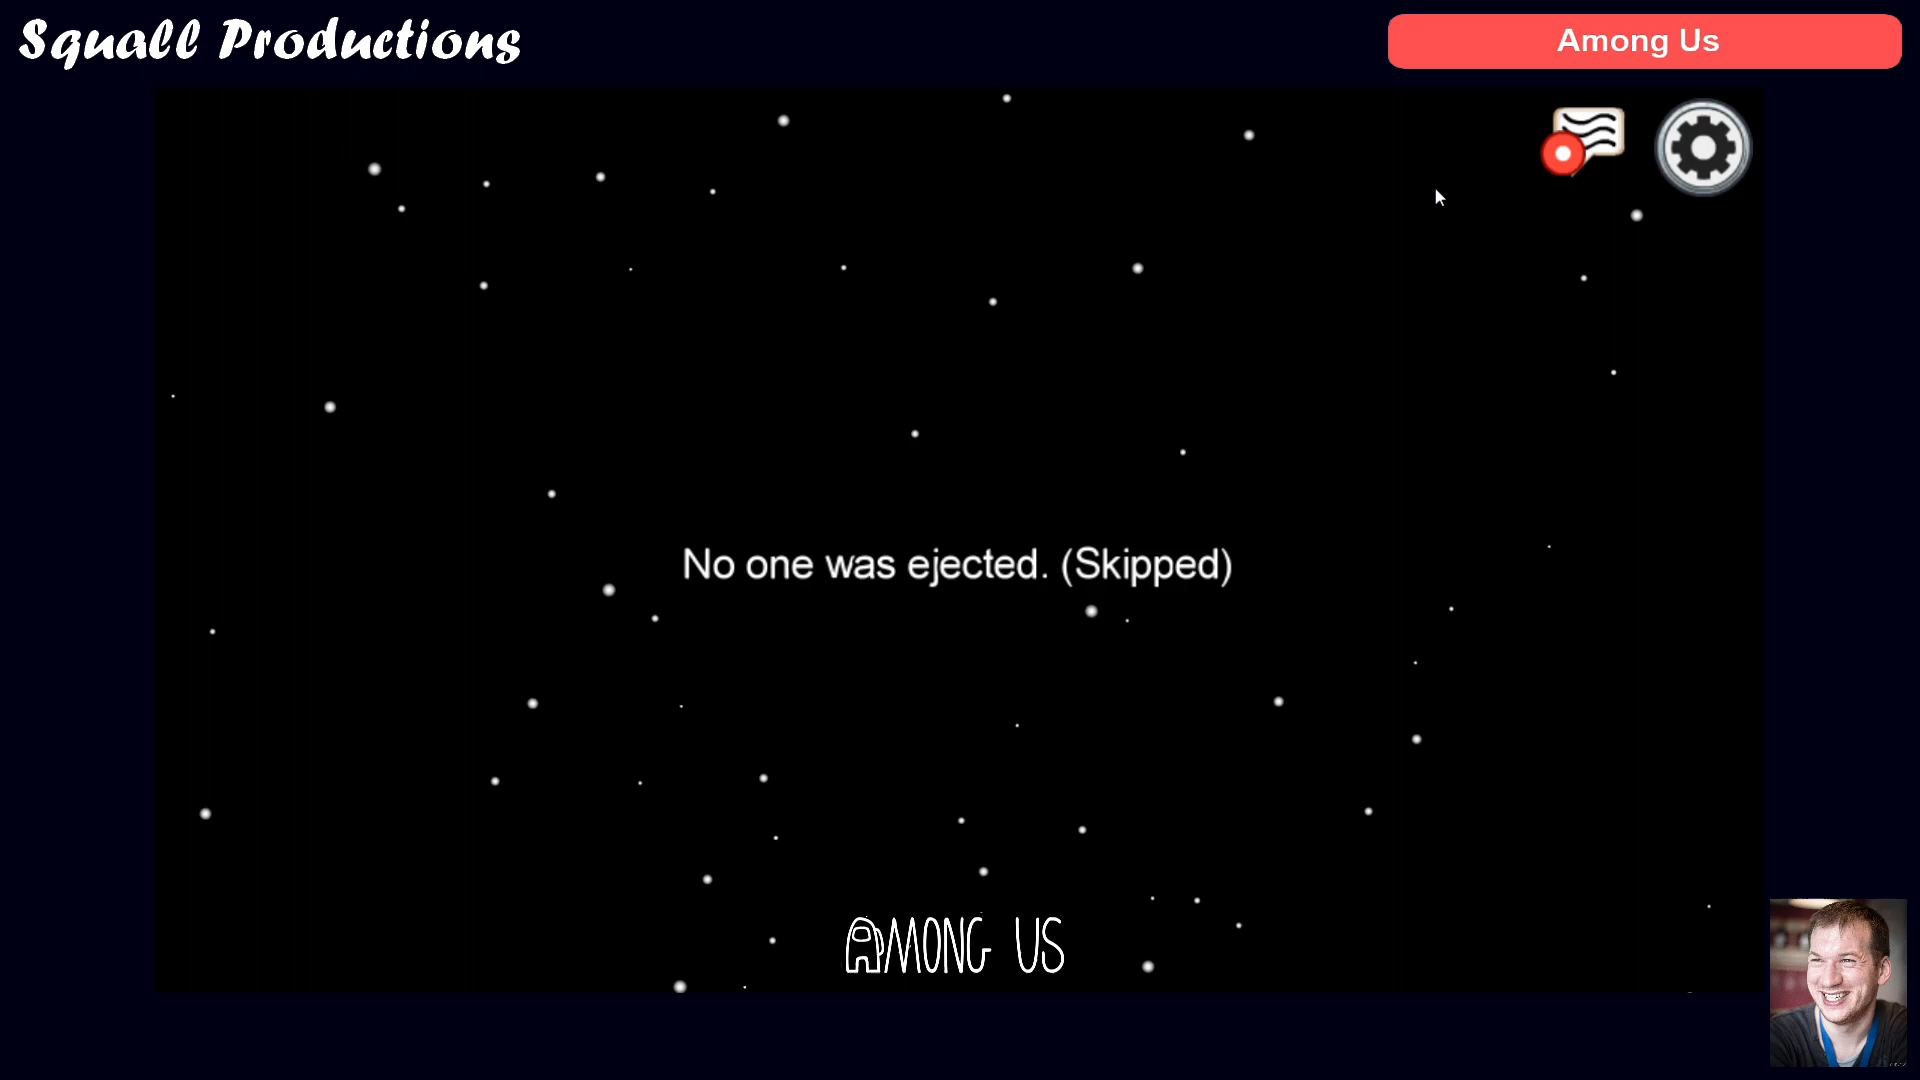 Squall Productions
Among Us
No one was ejected. (Skipped)
AMONG US